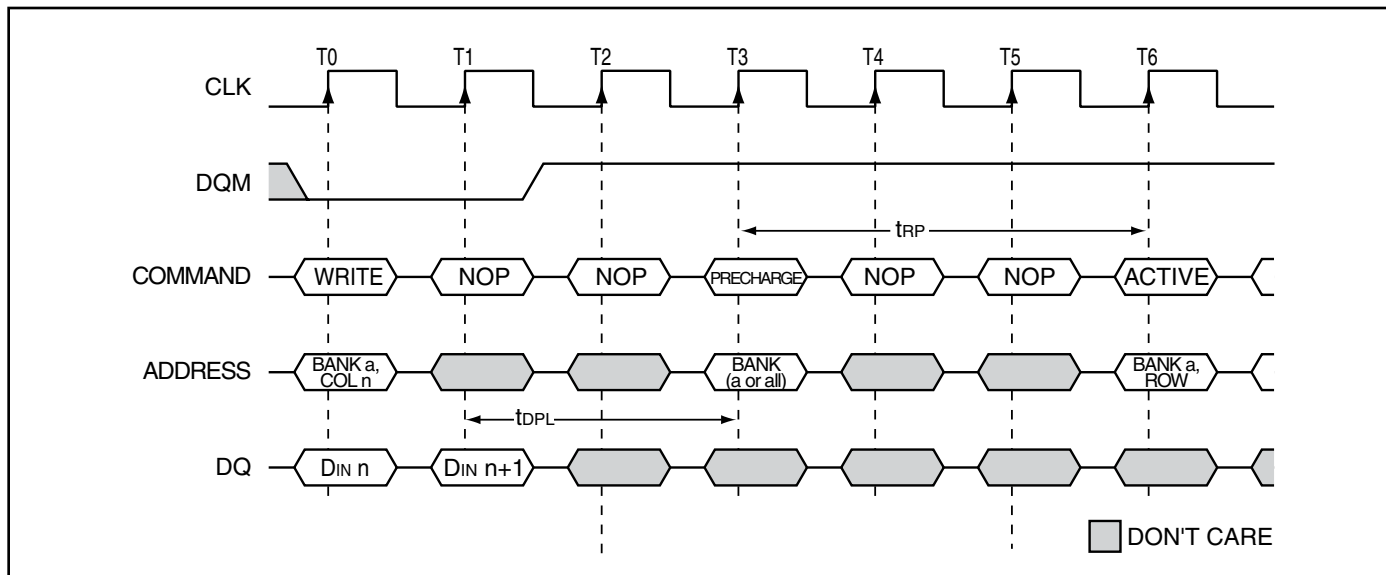 T0 T1 T2 T3 T4 T5 T6
CLK
DQM
tRP
COMMAND WRITE NOP NOP PRECHARGE NOP NOP ACTIVE
ADDRESS BANK a, COL n BANK (a or all) BANK a, ROW
tDPL
DQ DIN n DIN n+1
DON'T CARE